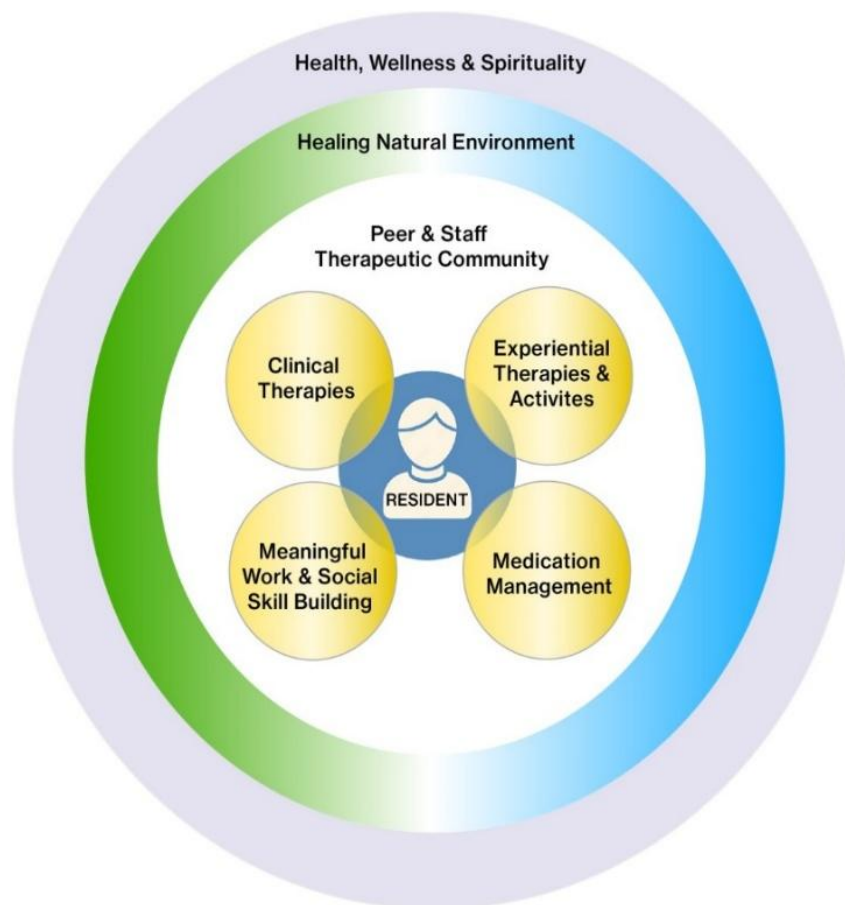 Health, Wellness & Spirituality
Healing Natural Environment
Peer & Staff
Therapeutic Community
Clinical
Therapies
Experiential
Therapies &
Activites
RESIDENT
Meaningful
Work & Social
Skill Building
Medication
Management